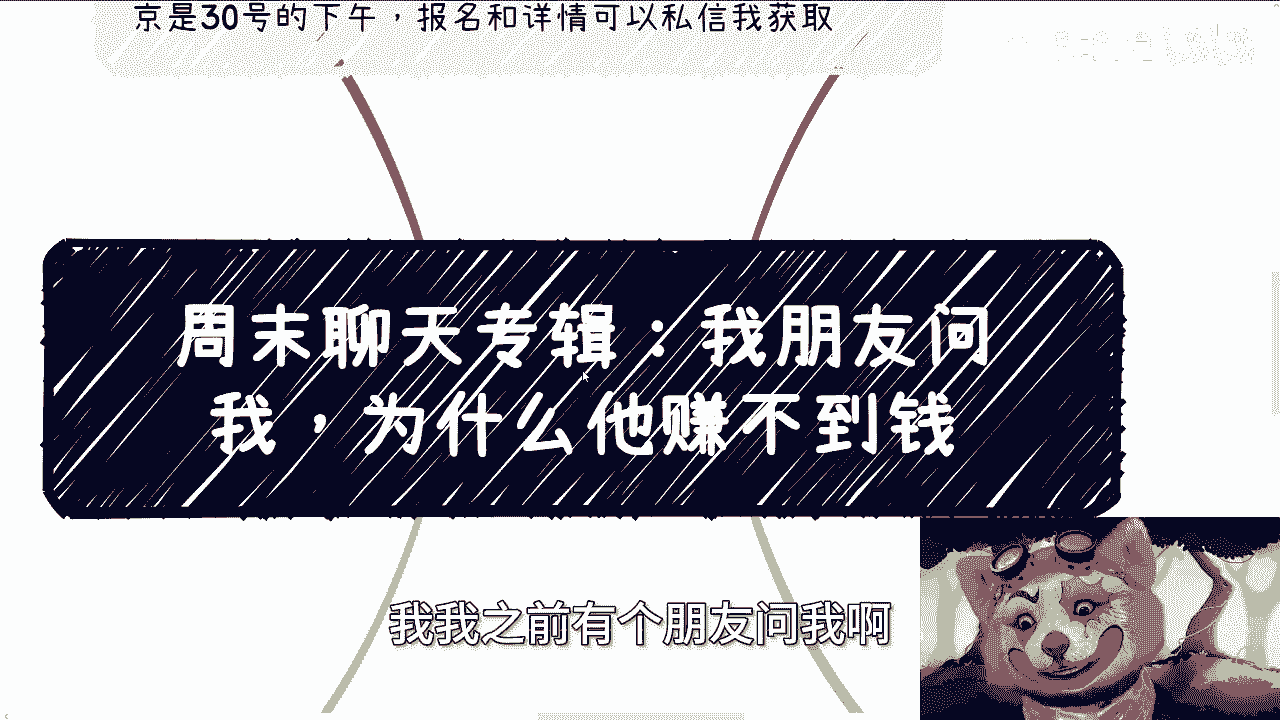 京是30号的下午，报名和详情可以私信我获取
周末聊天专辑：我朋友问
我，为什么他赚不到钱
我我之前有个朋友问我啊